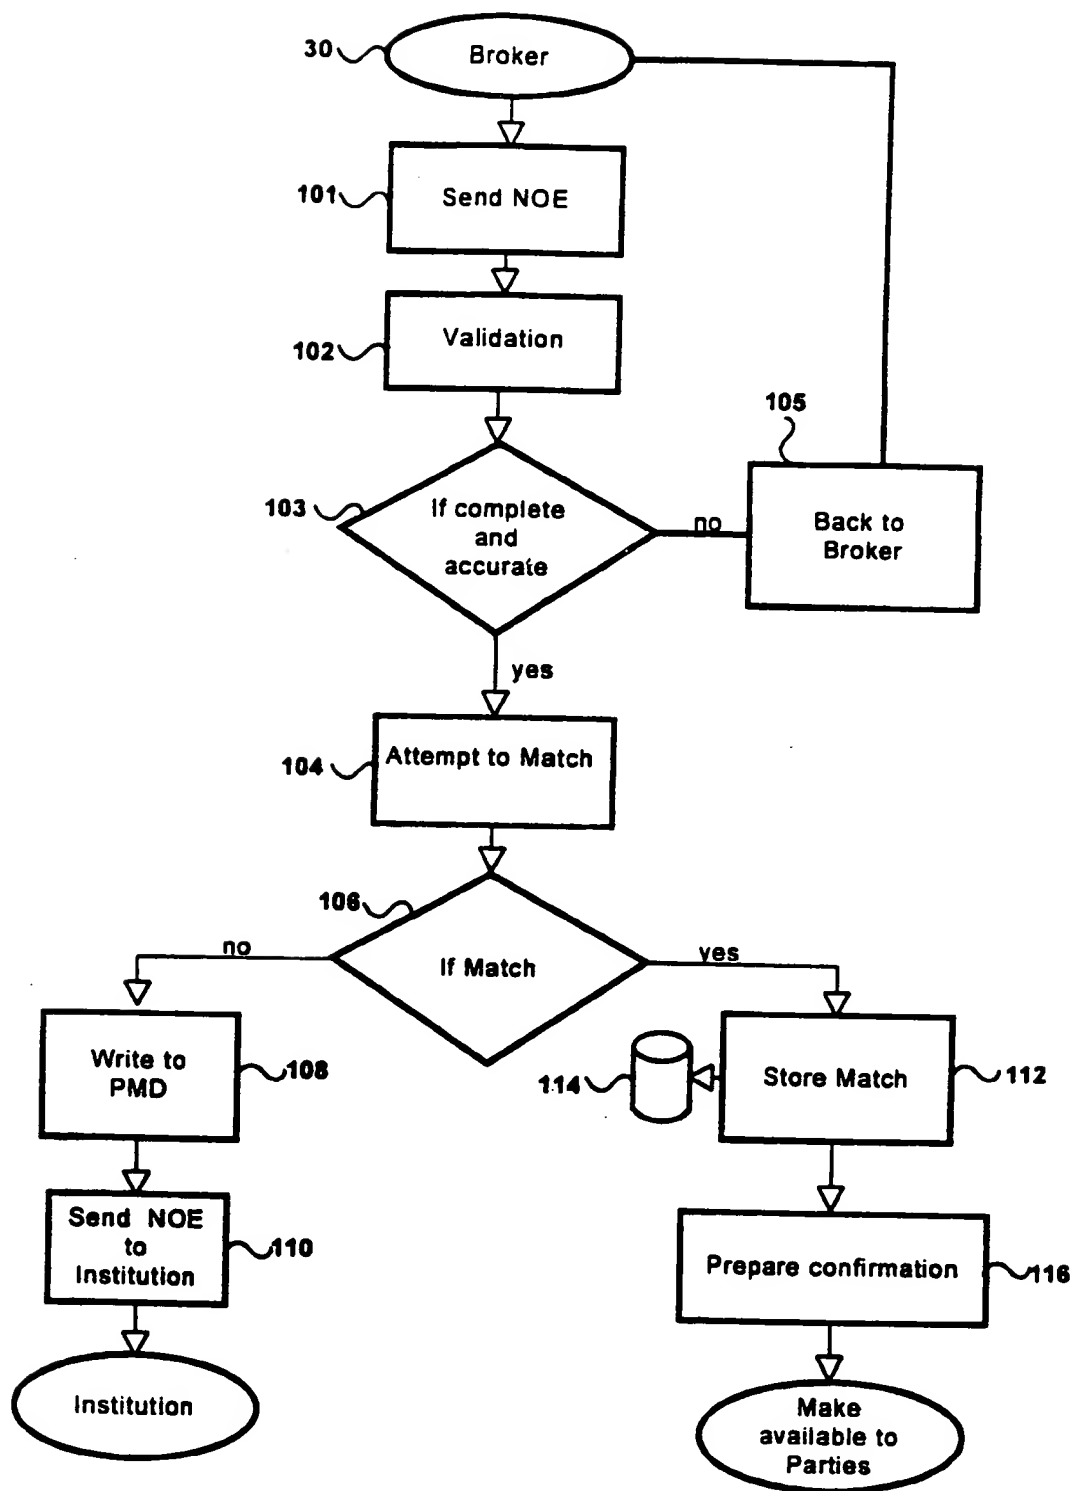 30
Broker
101
Send NOE
102
Validation
105
103
If complete
and
accurate
no
Back to
Broker
yes
104
Attempt to Match
106
no
If Match
yes
Write to
PMD
108
114
Store Match
112
Send NOE
to
Institution
110
Prepare confirmation
116
Institution
Make
available to
Parties